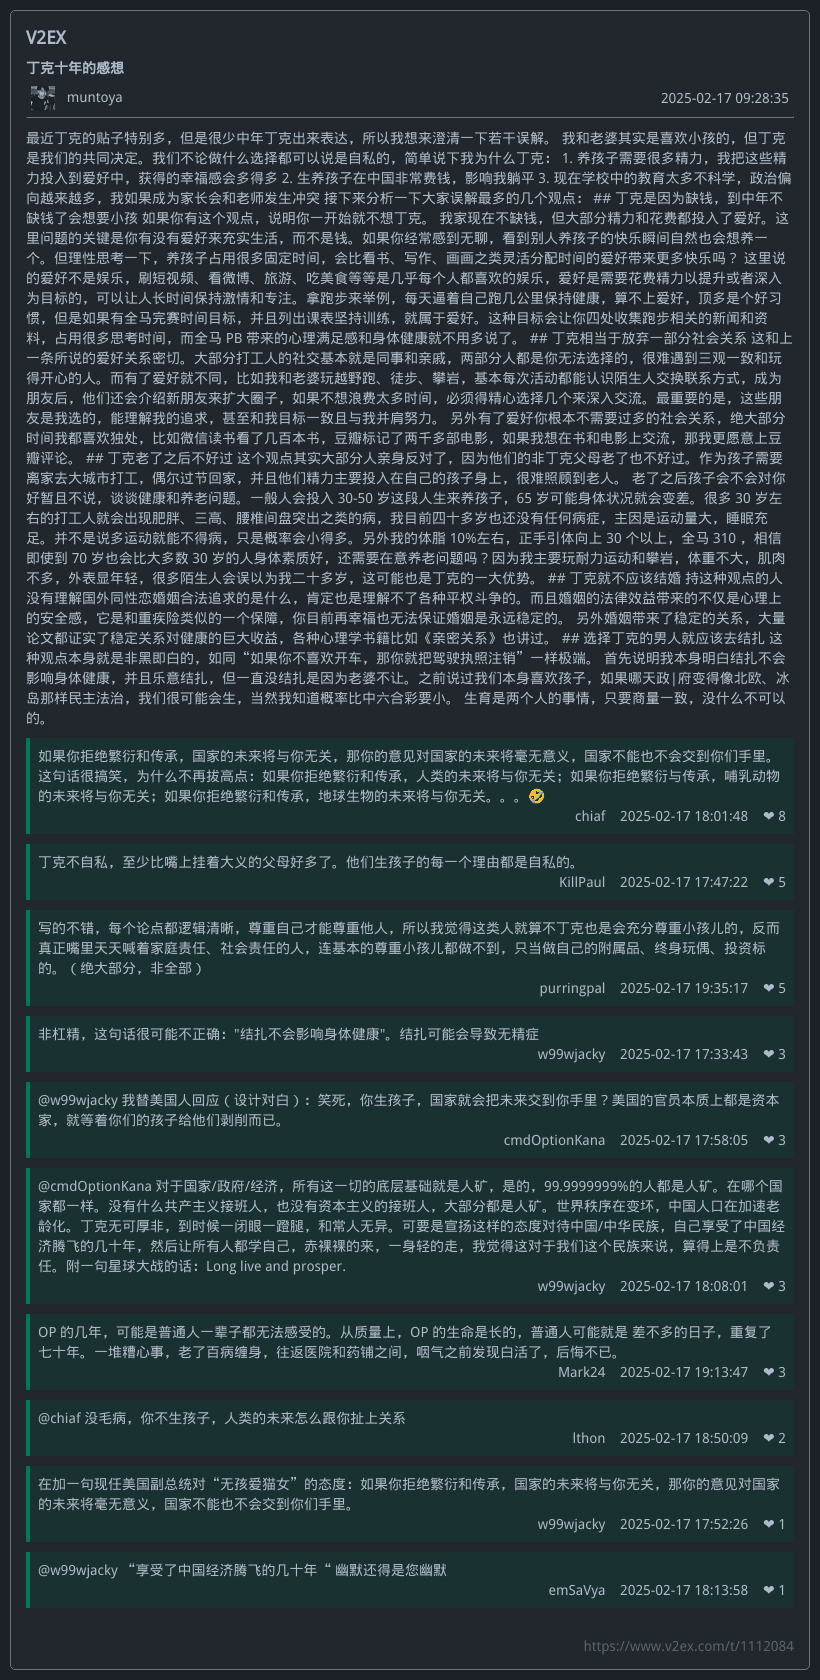 V2EX
丁克十年的感想
muntoya 2025-02-17 09:28:35
最近丁克的贴子特别多，但是很少中年丁克出来表达，所以我想来澄清一下若干误解。 我和老婆其实是喜欢小孩的，但丁克
是我们的共同决定。我们不论做什么选择都可以说是自私的，简单说下我为什么丁克： 1. 养孩子需要很多精力，我把这些精
力投入到爱好中，获得的幸福感会多得多 2. 生养孩子在中国非常费钱，影响我躺平 3. 现在学校中的教育太多不科学，政治偏
向越来越多，我如果成为家长会和老师发生冲突 接下来分析一下大家误解最多的几个观点： ## 丁克是因为缺钱，到中年不
缺钱了会想要小孩 如果你有这个观点，说明你一开始就不想丁克。 我家现在不缺钱，但大部分精力和花费都投入了爱好。这
里问题的关键是你有没有爱好来充实生活，而不是钱。如果你经常感到无聊，看到别人养孩子的快乐瞬间自然也会想养一
个。但理性思考一下，养孩子占用很多固定时间，会比看书、写作、画画之类灵活分配时间的爱好带来更多快乐吗？ 这里说
的爱好不是娱乐，刷短视频、看微博、旅游、吃美食等等是几乎每个人都喜欢的娱乐，爱好是需要花费精力以提升或者深入
为目标的，可以让人长时间保持激情和专注。拿跑步来举例，每天逼着自己跑几公里保持健康，算不上爱好，顶多是个好习
惯，但是如果有全马完赛时间目标，并且列出课表坚持训练，就属于爱好。这种目标会让你四处收集跑步相关的新闻和资
料，占用很多思考时间，而全马 PB 带来的心理满足感和身体健康就不用多说了。 ## 丁克相当于放弃一部分社会关系 这和上
一条所说的爱好关系密切。大部分打工人的社交基本就是同事和亲戚，两部分人都是你无法选择的，很难遇到三观一致和玩
得开心的人。而有了爱好就不同，比如我和老婆玩越野跑、徒步、攀岩，基本每次活动都能认识陌生人交换联系方式，成为
朋友后，他们还会介绍新朋友来扩大圈子，如果不想浪费太多时间，必须得精心选择几个来深入交流。最重要的是，这些朋
友是我选的，能理解我的追求，甚至和我目标一致且与我并肩努力。 另外有了爱好你根本不需要过多的社会关系，绝大部分
时间我都喜欢独处，比如微信读书看了几百本书，豆瓣标记了两千多部电影，如果我想在书和电影上交流，那我更愿意上豆
瓣评论。 ## 丁克老了之后不好过 这个观点其实大部分人亲身反对了，因为他们的非丁克父母老了也不好过。作为孩子需要
离家去大城市打工，偶尔过节回家，并且他们精力主要投入在自己的孩子身上，很难照顾到老人。 老了之后孩子会不会对你
好暂且不说，谈谈健康和养老问题。一般人会投入 30-50 岁这段人生来养孩子，65 岁可能身体状况就会变差。很多 30 岁左
右的打工人就会出现肥胖、三高、腰椎间盘突出之类的病，我目前四十多岁也还没有任何病症，主因是运动量大，睡眠充
足。并不是说多运动就能不得病，只是概率会小得多。另外我的体脂 10%左右，正手引体向上 30 个以上，全马 310 ，相信
即使到 70 岁也会比大多数 30 岁的人身体素质好，还需要在意养老问题吗？因为我主要玩耐力运动和攀岩，体重不大，肌肉
不多，外表显年轻，很多陌生人会误以为我二十多岁，这可能也是丁克的一大优势。 ## 丁克就不应该结婚 持这种观点的人
没有理解国外同性恋婚姻合法追求的是什么，肯定也是理解不了各种平权斗争的。而且婚姻的法律效益带来的不仅是心理上
的安全感，它是和重疾险类似的一个保障，你目前再幸福也无法保证婚姻是永远稳定的。 另外婚姻带来了稳定的关系，大量
论文都证实了稳定关系对健康的巨大收益，各种心理学书籍比如《亲密关系》也讲过。 ## 选择丁克的男人就应该去结扎 这
种观点本身就是非黑即白的，如同“如果你不喜欢开车，那你就把驾驶执照注销”一样极端。 首先说明我本身明白结扎不会
影响身体健康，并且乐意结扎，但一直没结扎是因为老婆不让。之前说过我们本身喜欢孩子，如果哪天政|府变得像北欧、冰
岛那样民主法治，我们很可能会生，当然我知道概率比中六合彩要小。 生育是两个人的事情，只要商量一致，没什么不可以
的。
如果你拒绝繁衍和传承，国家的未来将与你无关，那你的意见对国家的未来将毫无意义，国家不能也不会交到你们手里。
这句话很搞笑，为什么不再拔高点：如果你拒绝繁衍和传承，人类的未来将与你无关；如果你拒绝繁衍与传承，哺乳动物
的未来将与你无关；如果你拒绝繁衍和传承，地球生物的未来将与你无关。。。🤣
chiaf 2025-02-17 18:01:48 ❤ 8
丁克不自私，至少比嘴上挂着大义的父母好多了。他们生孩子的每一个理由都是自私的。
KillPaul 2025-02-17 17:47:22 ❤ 5
写的不错，每个论点都逻辑清晰，尊重自己才能尊重他人，所以我觉得这类人就算不丁克也是会充分尊重小孩儿的，反而
真正嘴里天天喊着家庭责任、社会责任的人，连基本的尊重小孩儿都做不到，只当做自己的附属品、终身玩偶、投资标
的。（ 绝大部分，非全部 ）
purringpal 2025-02-17 19:35:17 ❤ 5
非杠精，这句话很可能不正确："结扎不会影响身体健康"。结扎可能会导致无精症
w99wjacky 2025-02-17 17:33:43 ❤ 3
@w99wjacky 我替美国人回应（ 设计对白 ）：笑死，你生孩子，国家就会把未来交到你手里？美国的官员本质上都是资本
家，就等着你们的孩子给他们剥削而已。
cmdOptionKana 2025-02-17 17:58:05 ❤ 3
@cmdOptionKana 对于国家/政府/经济，所有这一切的底层基础就是人矿，是的，99.9999999%的人都是人矿。在哪个国
家都一样。没有什么共产主义接班人，也没有资本主义的接班人，大部分都是人矿。世界秩序在变坏，中国人口在加速老
龄化。丁克无可厚非，到时候一闭眼一蹬腿，和常人无异。可要是宣扬这样的态度对待中国/中华民族，自己享受了中国经
济腾飞的几十年，然后让所有人都学自己，赤裸裸的来，一身轻的走，我觉得这对于我们这个民族来说，算得上是不负责
任。附一句星球大战的话：Long live and prosper.
w99wjacky 2025-02-17 18:08:01 ❤ 3
OP 的几年，可能是普通人一辈子都无法感受的。从质量上，OP 的生命是长的，普通人可能就是 差不多的日子，重复了
七十年。一堆糟心事，老了百病缠身，往返医院和药铺之间，咽气之前发现白活了，后悔不已。
Mark24 2025-02-17 19:13:47 ❤ 3
@chiaf 没毛病，你不生孩子，人类的未来怎么跟你扯上关系
lthon 2025-02-17 18:50:09 ❤ 2
在加一句现任美国副总统对“无孩爱猫女”的态度：如果你拒绝繁衍和传承，国家的未来将与你无关，那你的意见对国家
的未来将毫无意义，国家不能也不会交到你们手里。
w99wjacky 2025-02-17 17:52:26 ❤ 1
@w99wjacky “享受了中国经济腾飞的几十年“ 幽默还得是您幽默
emSaVya 2025-02-17 18:13:58 ❤ 1
https://www.v2ex.com/t/1112084